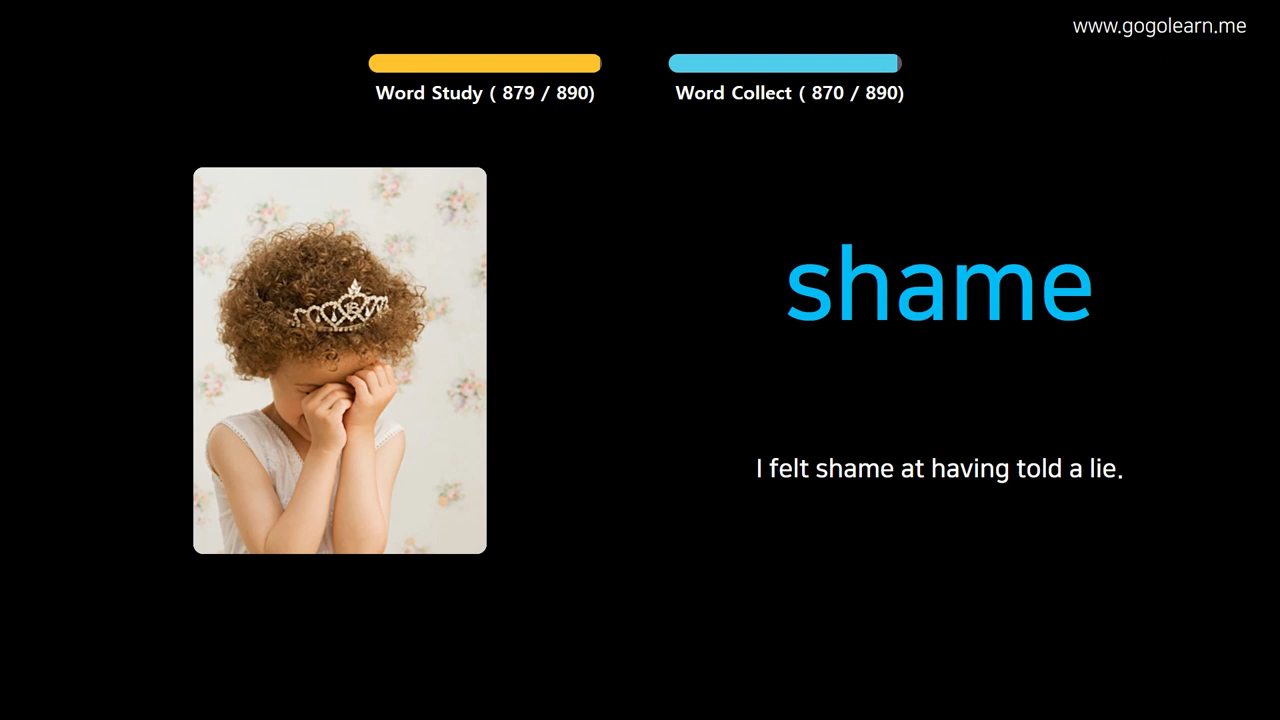 www.gogolearn.me
Word Study ( 879 / 890)
Word Collect ( 870 / 890)
shame
I felt shame at having told a lie.